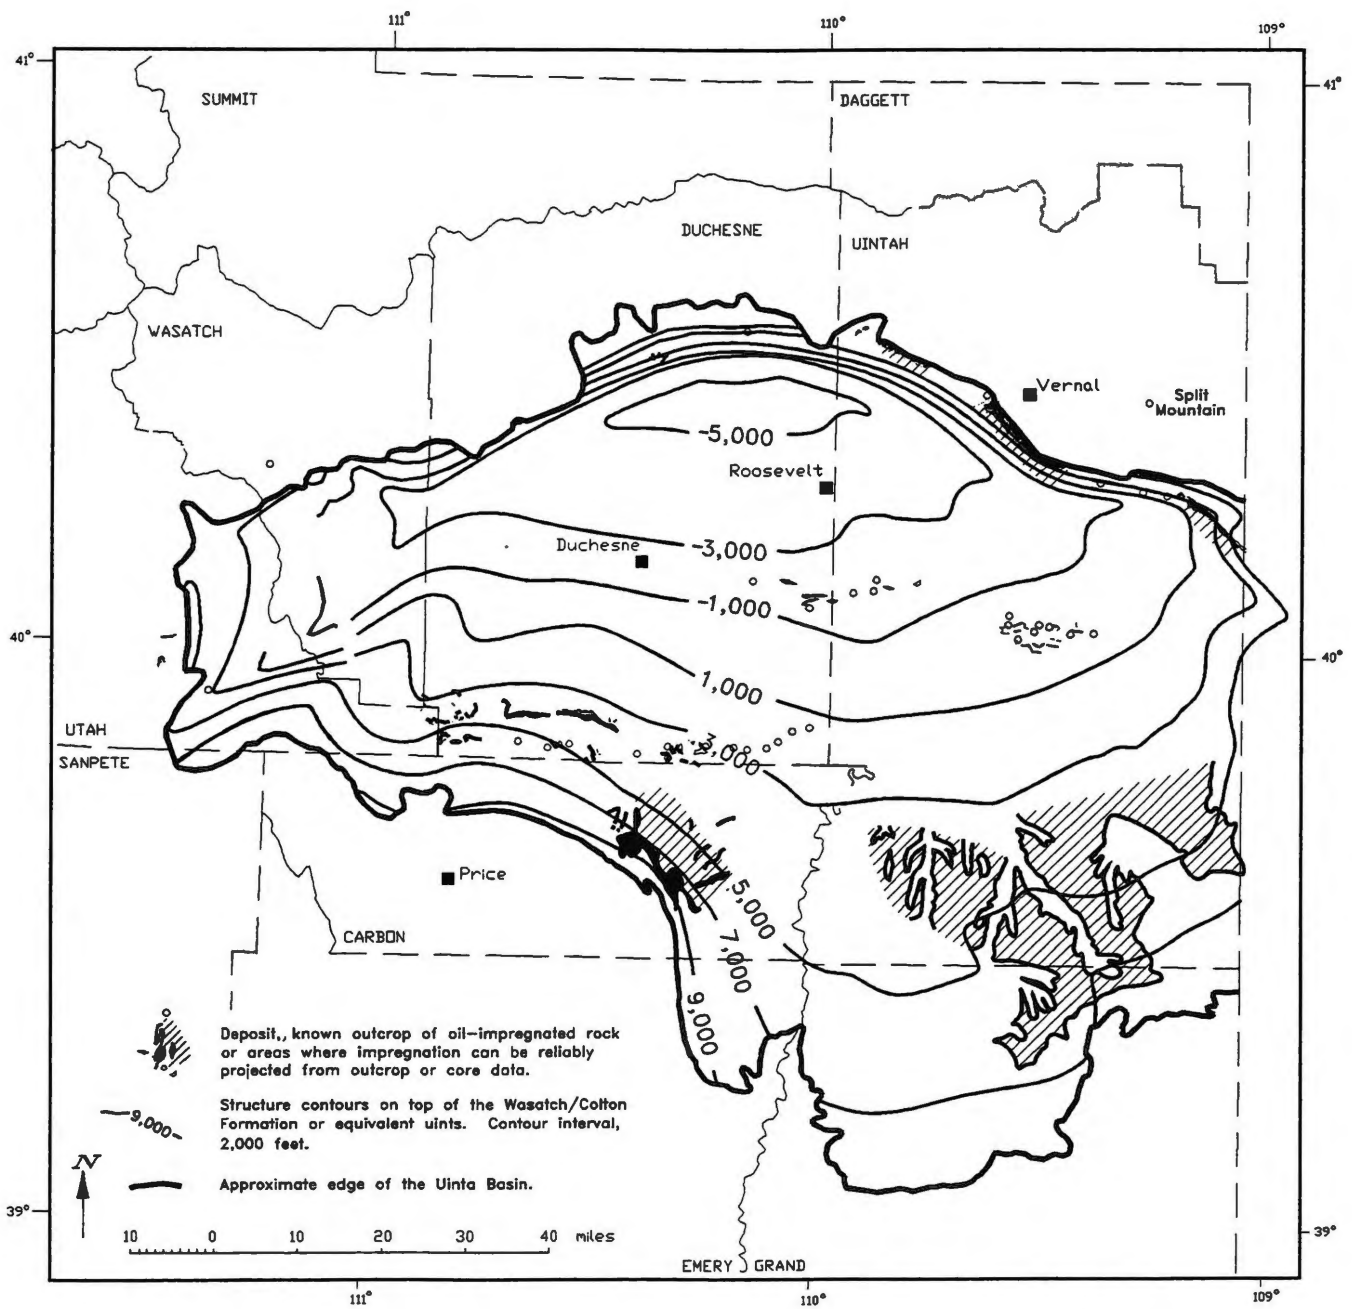 111°
110°
109°
41°
41°
SUMMIT
DAGGETT
DUCHESNE
UINTAH
WASATCH
Vernal
Split
Mountain
-5,000
Roosevelt
-3,000
Duchesne
-1,000
40°
40°
1,000
UTAH
SANPETE
3,000
Price
5,000
CARBON
7,000
9,000
Deposit,, known outcrop of oil-impregnated rock
or areas where impregnation can be reliably
projected from outcrop or core data.
9,000
Structure contours on top of the Wasatch/Colton
Formation or equivalent uints. Contour interval,
2,000 feet.
N
Approximate edge of the Uinta Basin.
39°
39°
10 0 10 20 30 40 miles
EMERY GRAND
111°
110°
109°